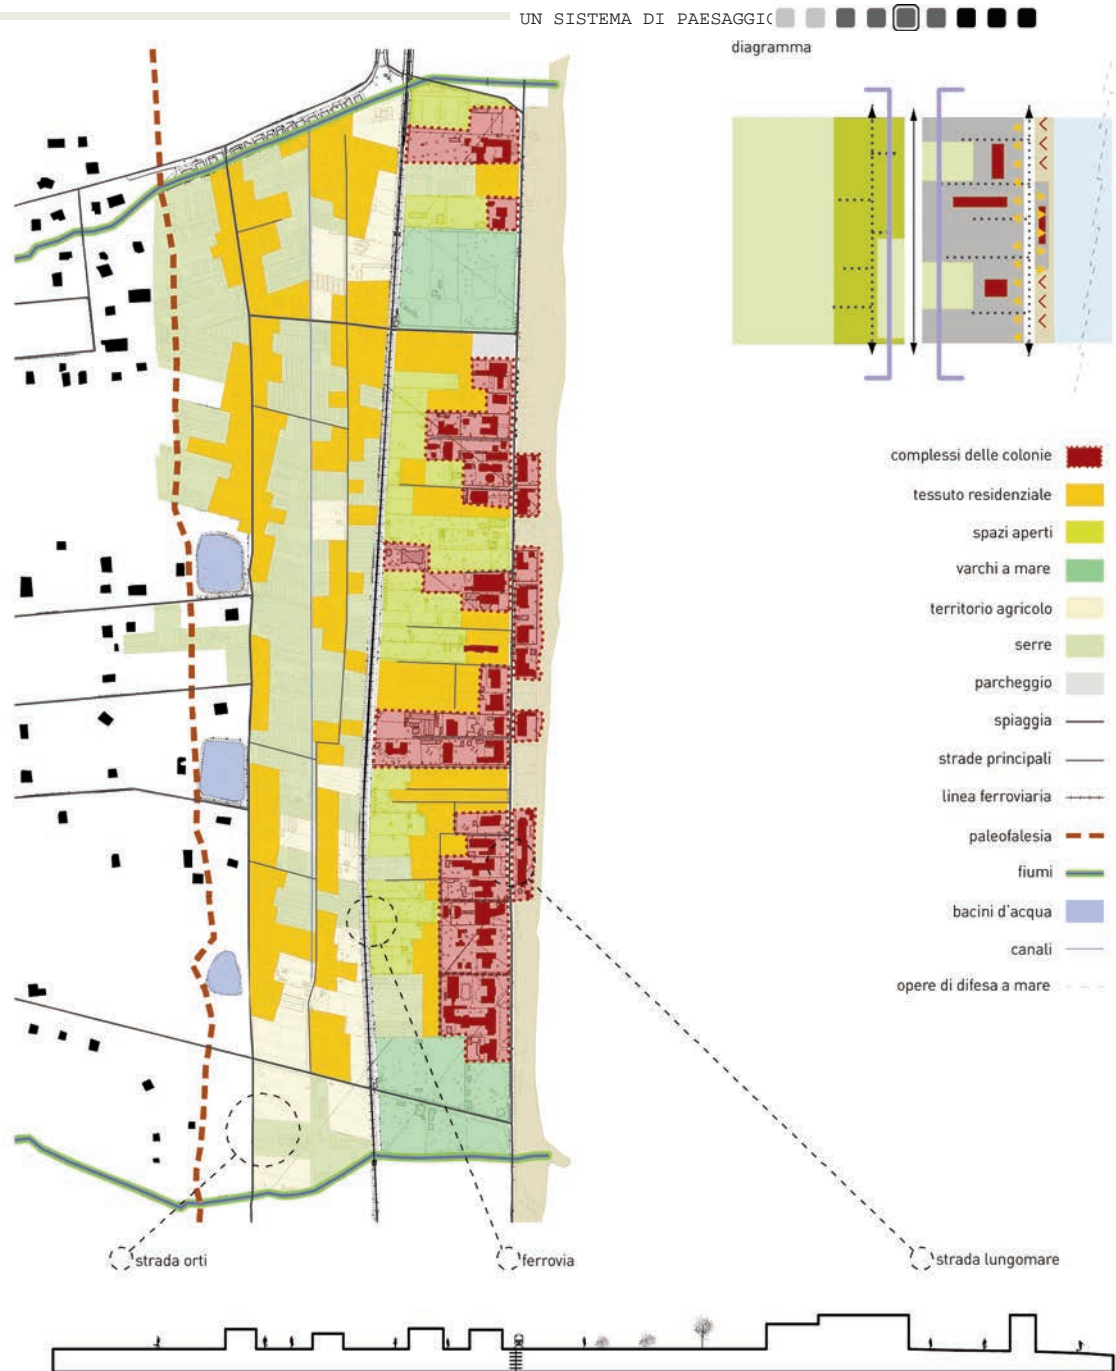 UN SISTEMA DI PAESAGGIO
diagramma
complessi delle colonie
tessuto residenziale
spazi aperti
varchi a mare
territorio agricolo
serre
parcheggio
spiaggia
strade principali
linea ferroviaria
paleofalesia
fiumi
bacini d'acqua
canali
opere di difesa a mare
strada orti
ferrovia
strada lungomare